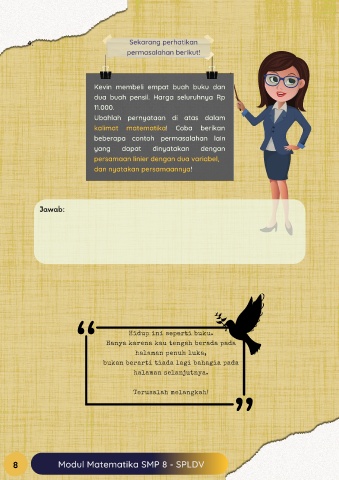 Sekarang perhatikan
permasalahan berikut!
Kevin membeli empat buah buku dan
dua buah pensil. Harga seluruhnya Rp
11.000.
Ubahlah pernyataan di atas dalam
kalimat matematika! Coba berikan
beberapa contoh permasalahan lain
yang dapat dinyatakan dengan
persamaan linier dengan dua variabel,
dan nyatakan persamaannya!
Jawab:
Hidup ini seperti buku.
Hanya karena kau tengah berada pada
halaman penuh luka,
bukan berarti tiada lagi bahagia pada
halaman selanjutnya.
Teruslah melangkah!
8
Modul Matematika SMP 8 - SPLDV